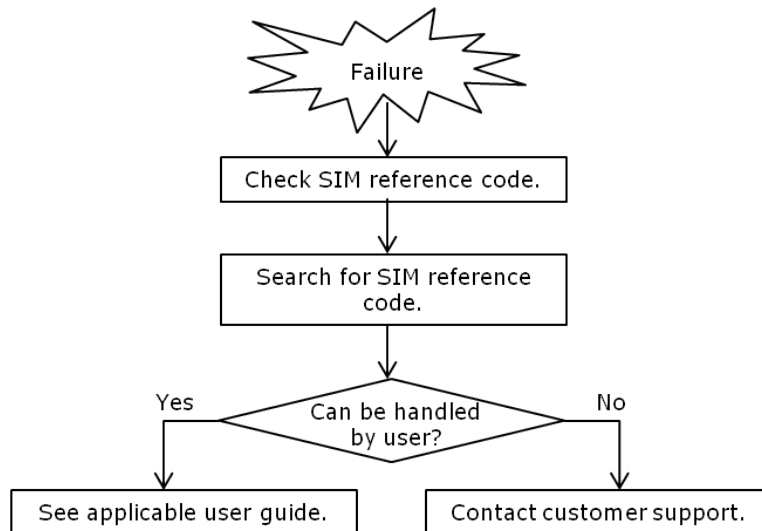 Failure
Check SIM reference code.
Search for SIM reference
code.
Can be handled
by user?
Yes
No
See applicable user guide.
Contact customer support.